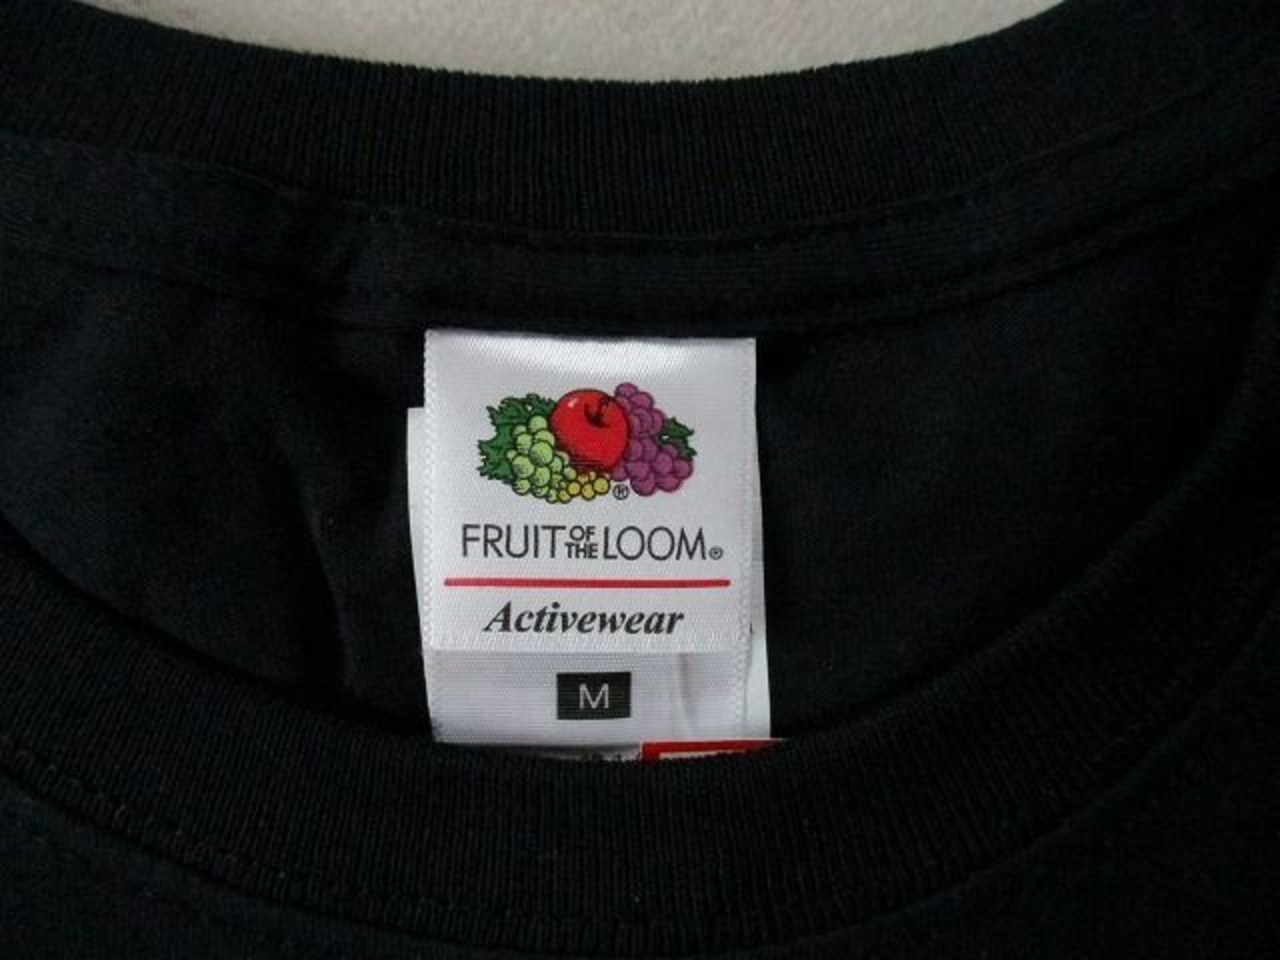 ®
FRUIT OF THE LOOM®
Activewear
M